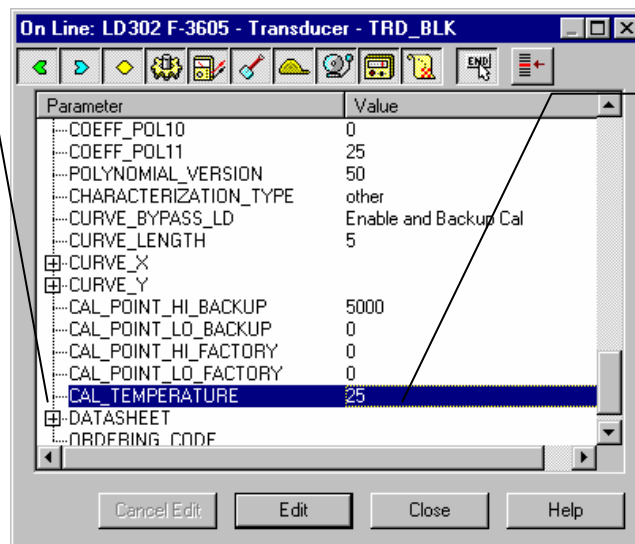 On Line: LD302 F-3605 - Transducer - TRD_BLK
END
Parameter Value
COEFF_POL10 0
COEFF_POL11 25
POLYNOMIAL_VERSION 50
CHARACTERIZATION_TYPE other
CURVE_BYPASS_LD Enable and Backup Cal
CURVE_LENGTH 5
CURVE_X
CURVE_Y
CAL_POINT_HI_BACKUP 5000
CAL_POINT_LO_BACKUP 0
CAL_POINT_HI_FACTORY 0
CAL_POINT_LO_FACTORY 0
CAL_TEMPERATURE 25
DATASHEET
ORDERING_CODE
Cancel Edit Edit Close Help